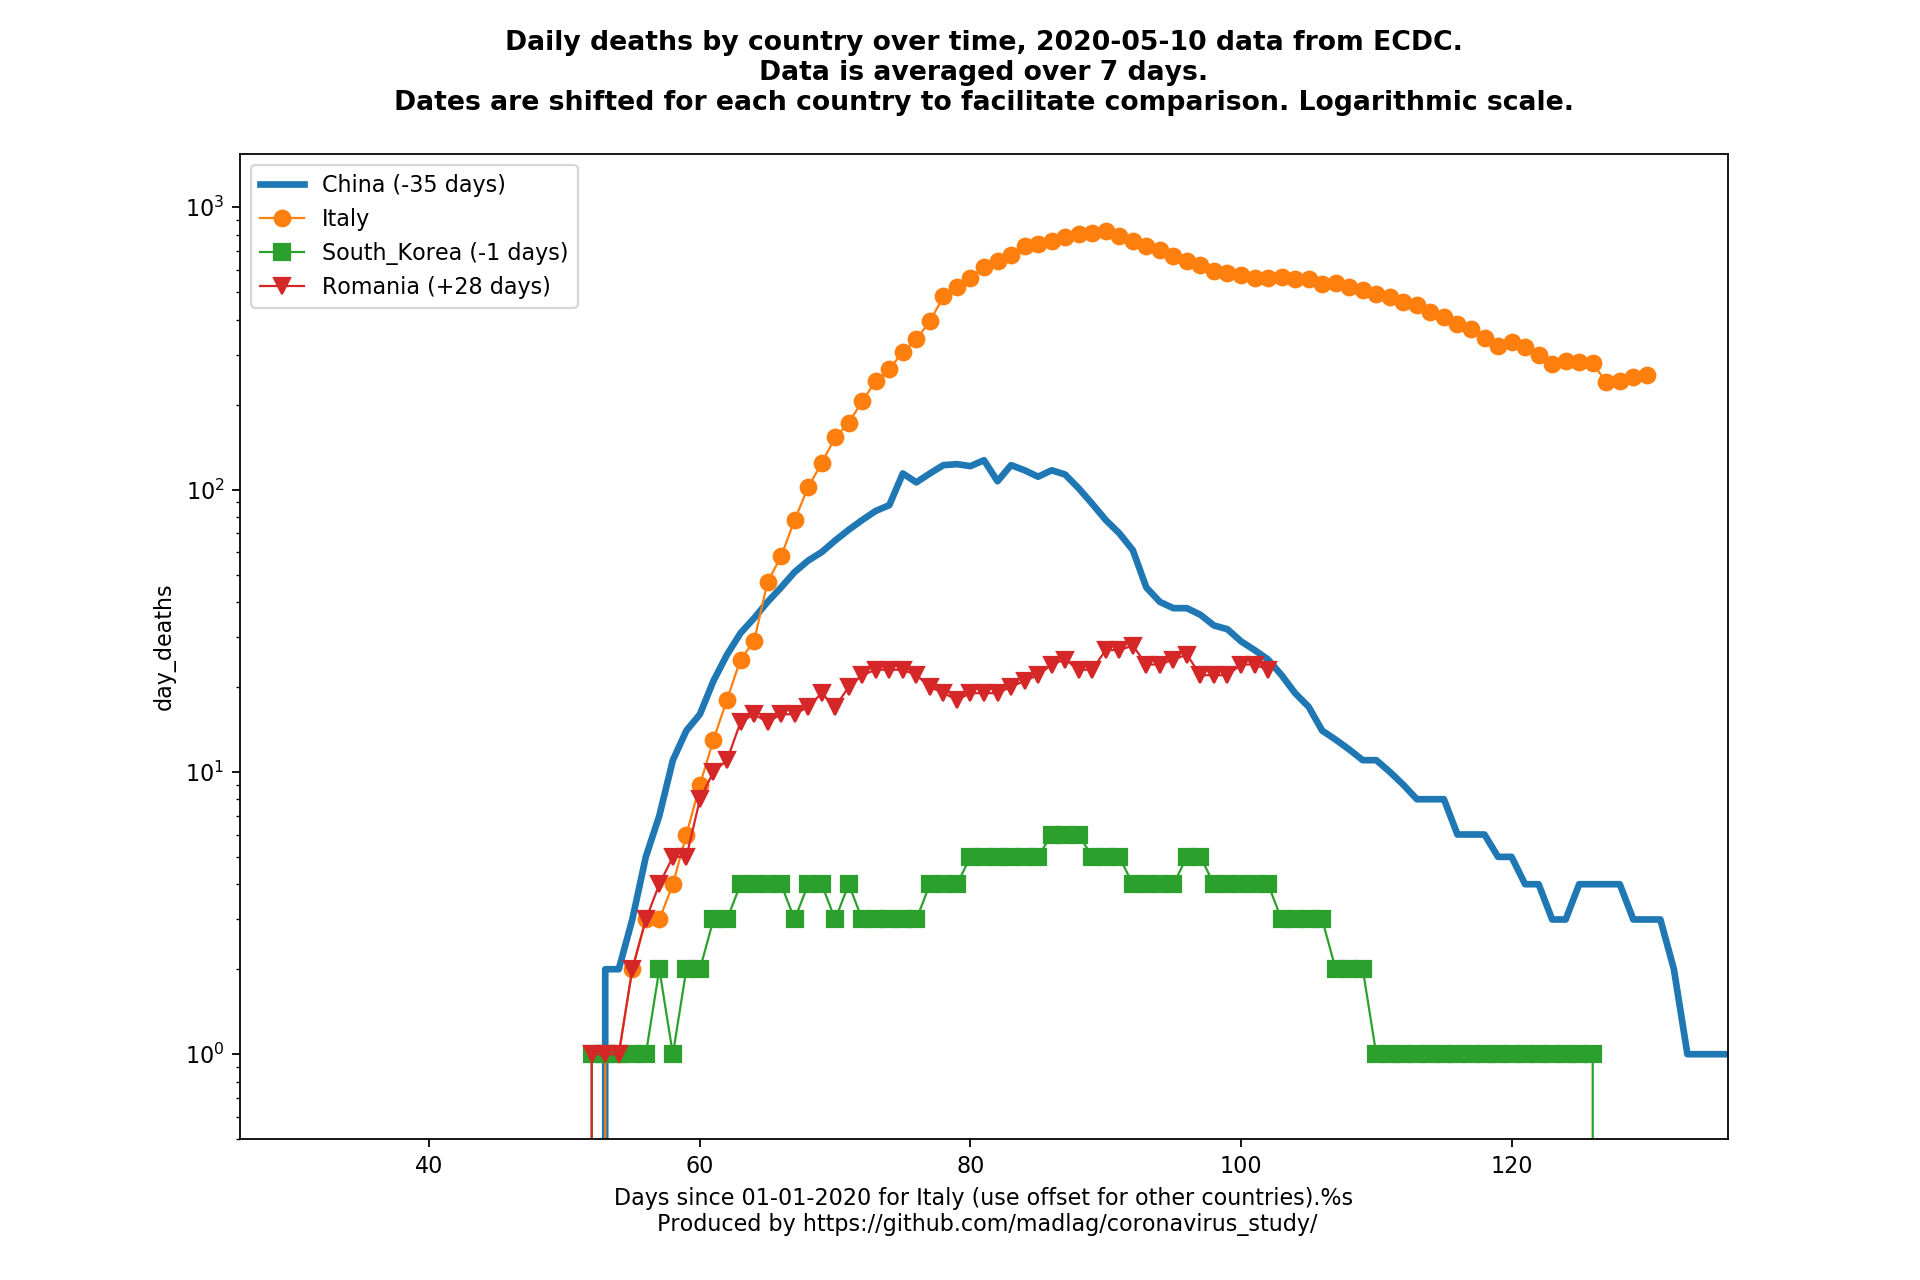 Daily deaths by country over time, 2020-05-10 data from ECDC.
Data is averaged over 7 days.
Dates are shifted for each country to facilitate comparison. Logarithmic scale.
China (-35 days)
Italy
South_Korea (-1 days)
Romania (+28 days)
10³
10²
10¹
10⁰
day_deaths
40 60 80 100 120
Days since 01-01-2020 for Italy (use offset for other countries).%s
Produced by https://github.com/madlag/coronavirus_study/